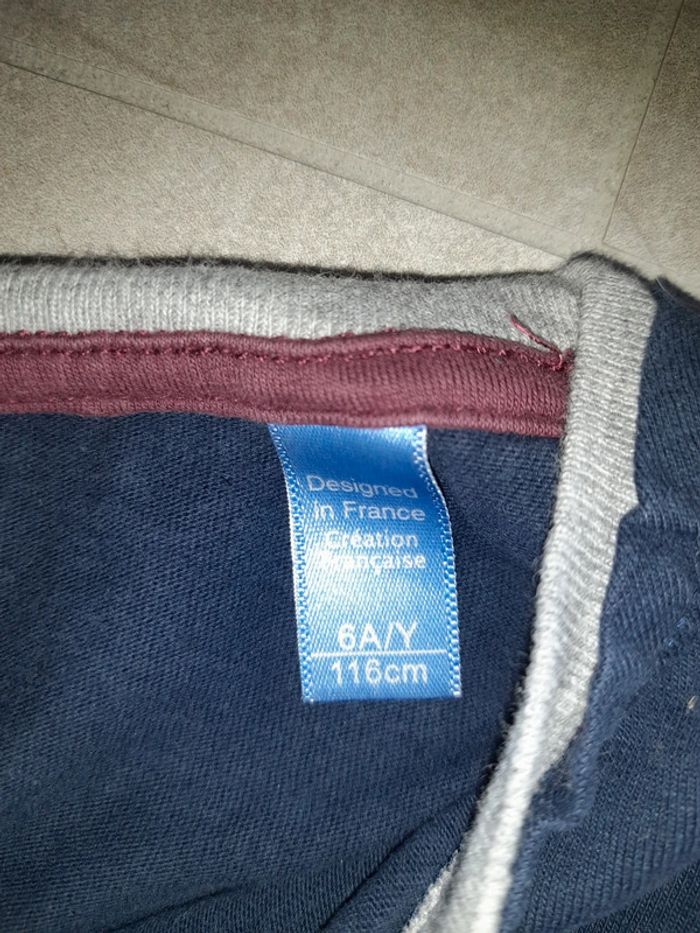 Designed
in France
Création
Française
6A/Y
116cm